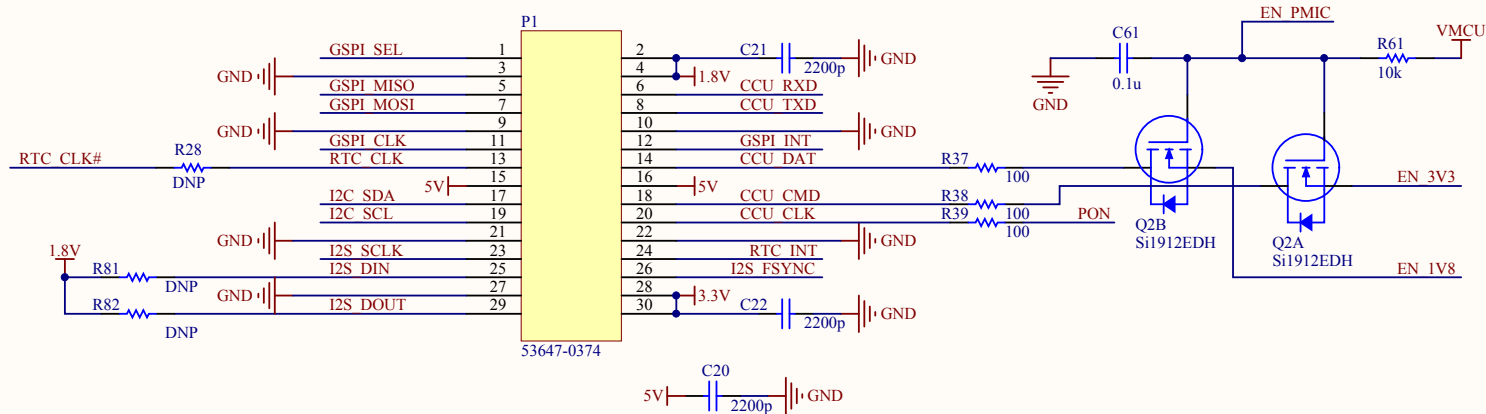 P1
EN_PMIC
GSPI_SEL 1 2 C21 C61 VMCU
GND 3 4 1.8V 2200p GND R61
GSPI_MISO 5 6 CCU_RXD 0.1u 10k
GSPI_MOSI 7 8 CCU_TXD GND
GND 9 10 GND
GSPI_CLK 11 12 GSPI_INT
RTC_CLK# R28 RTC_CLK 13 14 CCU_DAT R37
DNP 5V 15 16 5V 100 EN_3V3
I2C_SDA 17 18 CCU_CMD R38
I2C_SCL 19 20 CCU_CLK R39 100 PON
GND 21 22 GND 100 Q2B
1.8V I2S_SCLK 23 24 RTC_INT Si1912EDH Q2A
R81 I2S_DIN 25 26 I2S_FSYNC Si1912EDH EN_1V8
DNP GND 27 28 3.3V
R82 I2S_DOUT 29 30 C22 GND
DNP 2200p
53647-0374
C20
5V GND
2200p